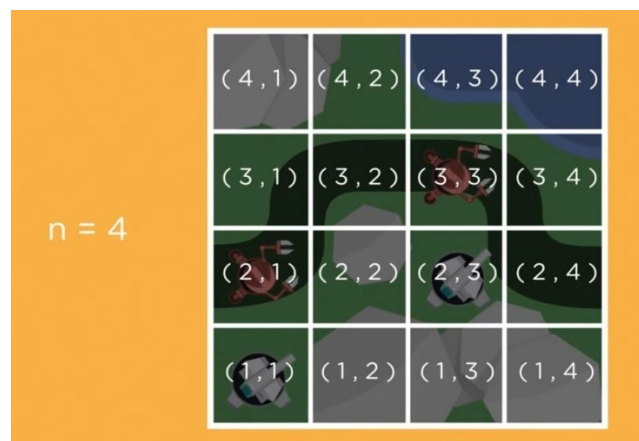 (4,1) (4,2) (4,3) (4,4)
(3,1) (3,2) (3,3) (3,4)
n = 4
(2,1) (2,2) (2,3) (2,4)
(1,1) (1,2) (1,3) (1,4)